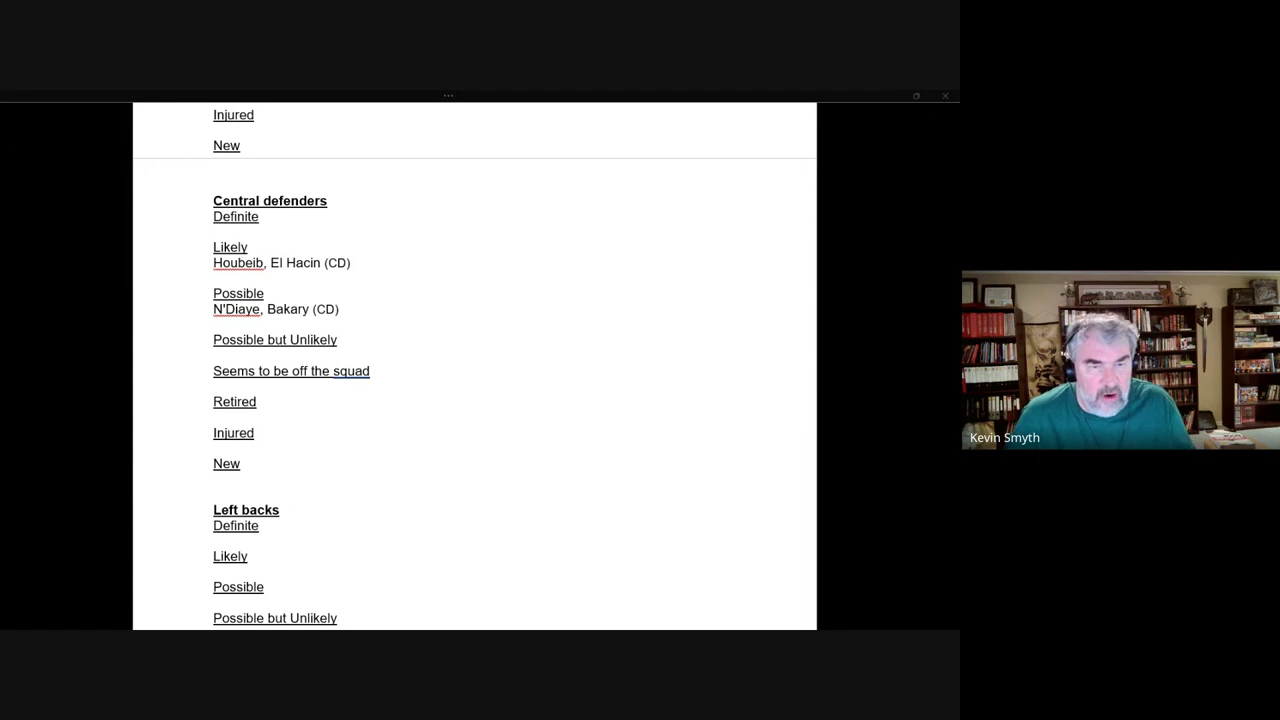 Injured
New
Central defenders
Definite
Likely
Houbeib, El Hacin (CD)
Possible
N'Diaye, Bakary (CD)
Possible but Unlikely
Seems to be off the squad
Retired
Injured
New
Left backs
Definite
Likely
Possible
Possible but Unlikely
Kevin Smyth